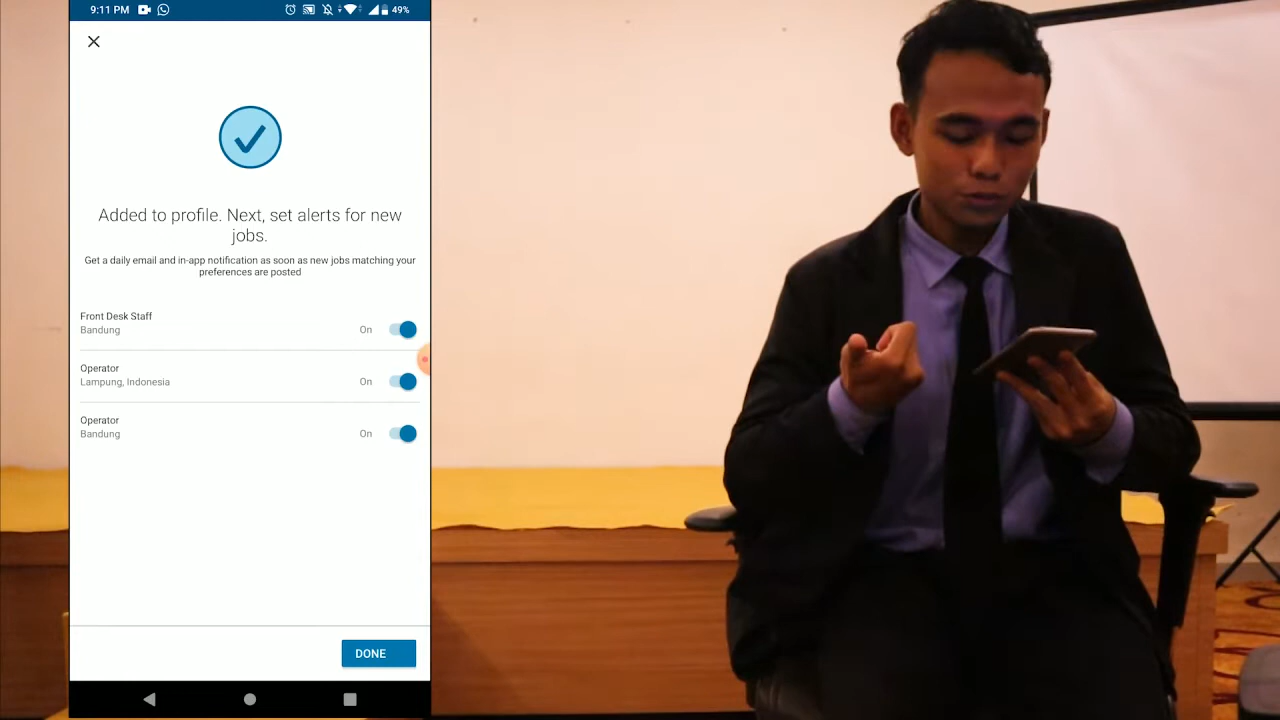 9:11 PM
49%
Added to profile. Next, set alerts for new
jobs.
Get a daily email and in-app notification as soon as new jobs matching your
preferences are posted
Front Desk Staff
Bandung
On
Operator
Lampung, Indonesia
On
Operator
Bandung
On
DONE